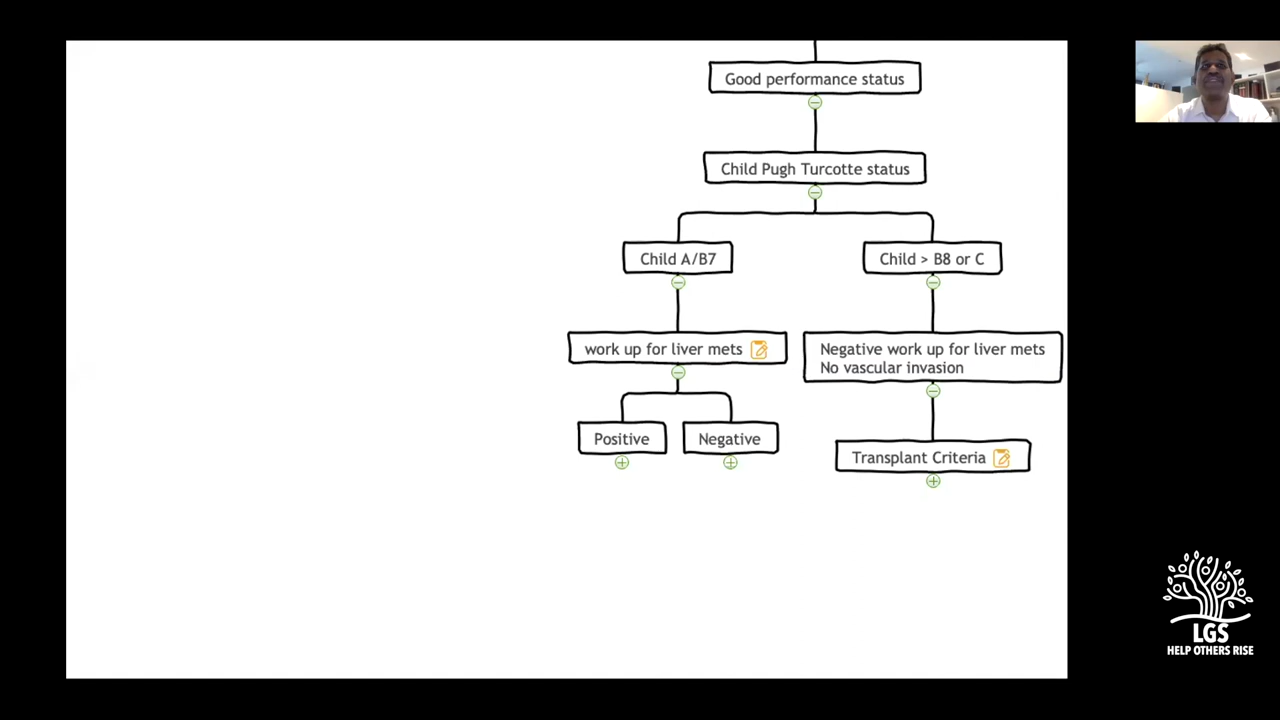 Good performance status
Child Pugh Turcotte status
Child A/B7
Child > B8 or C
work up for liver mets
Negative work up for liver mets
No vascular invasion
Positive
Negative
Transplant Criteria
LGS
HELP OTHERS RISE